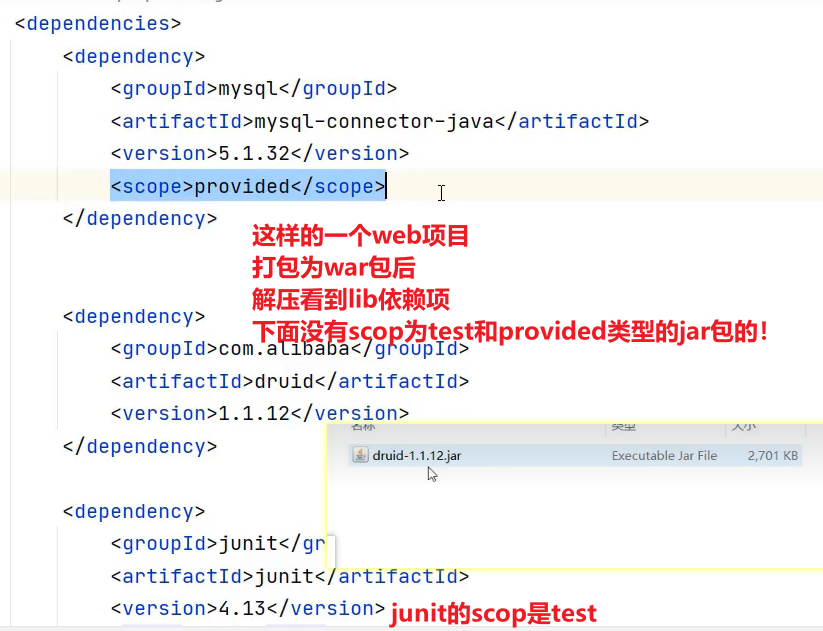 <dependencies>
<dependency>
<groupId>mysql</groupId>
<artifactId>mysql-connector-java</artifactId>
<version>5.1.32</version>
<scope>provided</scope>
</dependency>
这样的一个web项目
打包为war包后
解压看到lib依赖项
下面没有scop为test和provided类型的jar包的!
<dependency>
<groupId>com.alibaba</groupId>
<artifactId>druid</artifactId>
<version>1.1.12</version>
</dependency>
名称 类型 大小
druid-1.1.12.jar Executable Jar File 2,701 KB
<dependency>
<groupId>junit</gr
<artifactId>junit</artifactId>
<version>4.13</version>
junit的scop是test